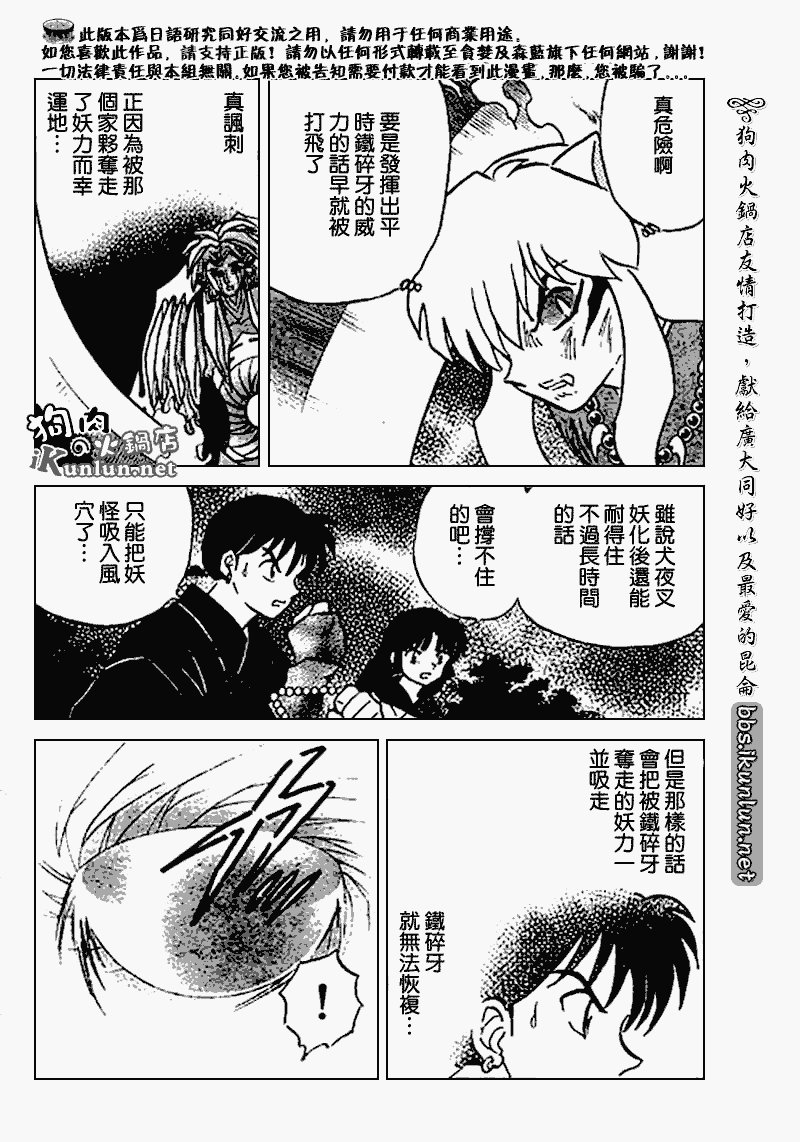 此版本爲日語研究同好交流之用，請勿用于任何商業用途。
如您喜歡此作品，請支持正版！請勿以任何形式轉載至貪婪及森藍旗下任何網站，謝謝！
一切法律責任與本組無關。如果您被告知需要付款才能看到此漫畫，那麼，您被騙了...
真危險啊
要是發揮出平
時鐵碎牙的威
力的話早就被
打飛了
真諷刺
正因為被那
個家夥奪走
了妖力而幸
運地…
狗肉の火鍋店
iKunlun.net
雖說犬夜叉
妖化後還能
耐得住
不過長時間
的話
會撐不住
的吧…
只能把妖
怪吸入風
穴了…
但是那樣的話
會把被鐵碎牙
奪走的妖力一
並吸走
鐵碎牙
就無法恢複…
！
狗肉火鍋店友情打造，獻給廣大同好以及最愛的昆侖
bbs.ikunlun.net